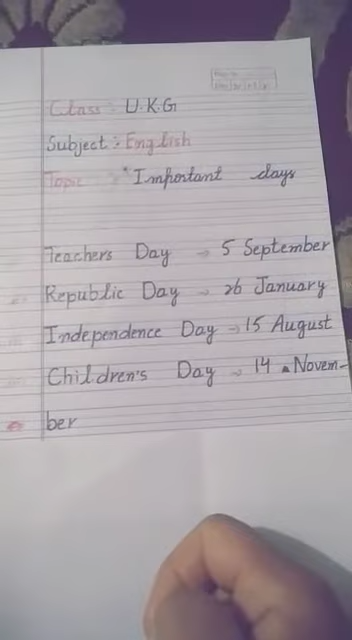 Class :- U.K.G
Subject :- English
Topic :- "Important days
Teachers Day → 5 September
Republic Day → 26 January
Independence Day → 15 August
Children's Day → 14 Novem-
ber